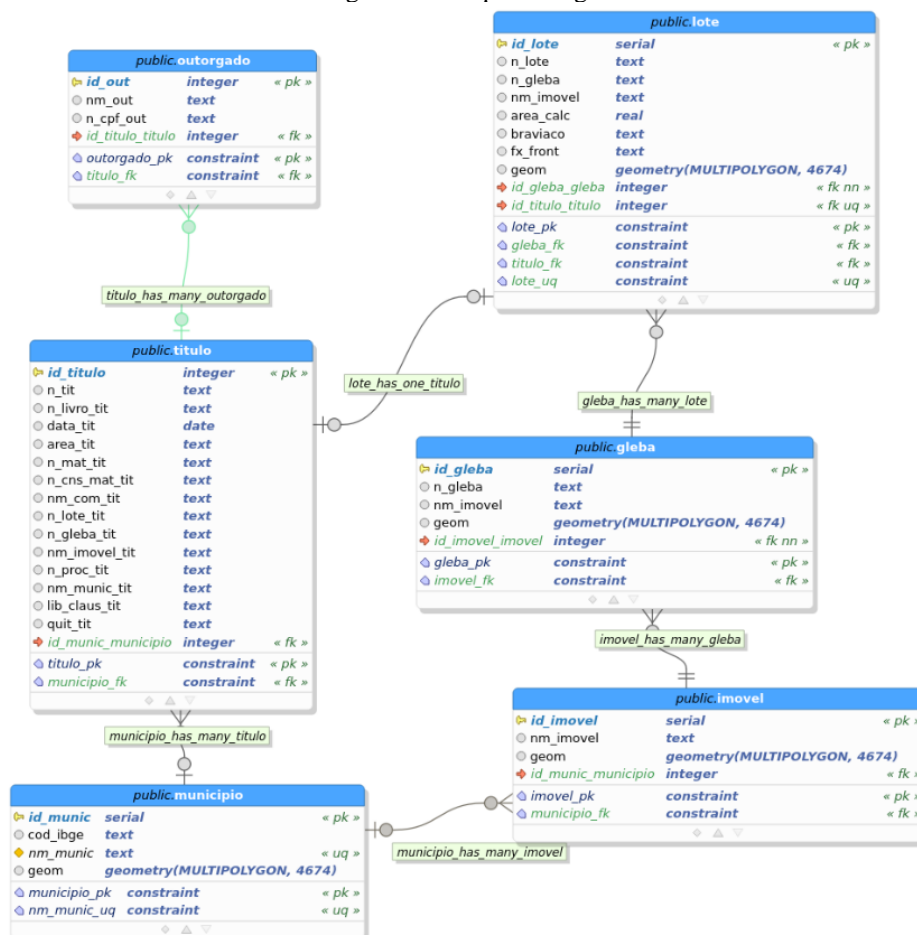 public.outorgado
id_out integer « pk »
nm_out text
n_cpf_out text
id_titulo_titulo integer « fk »
outorgado_pk constraint « pk »
titulo_fk constraint « fk »
titulo_has_many_outorgado
public.lote
id_lote serial « pk »
n_lote text
n_gleba text
nm_imovel text
area_calc real
braviaco text
fx_front text
geom geometry(MULTIPOLYGON, 4674)
id_gleba_gleba integer « fk nn »
id_titulo_titulo integer « fk uq »
lote_pk constraint « pk »
gleba_fk constraint « fk »
titulo_fk constraint « fk »
lote_uq constraint « uq »
public.titulo
id_titulo integer « pk »
n_tit text
n_livro_tit text
data_tit date
area_tit text
n_mat_tit text
n_cns_mat_tit text
nm_com_tit text
n_lote_tit text
n_gleba_tit text
nm_imovel_tit text
n_proc_tit text
nm_munic_tit text
lib_claus_tit text
quit_tit text
id_munic_municipio integer « fk »
titulo_pk constraint « pk »
municipio_fk constraint « fk »
lote_has_one_titulo
gleba_has_many_lote
public.gleba
id_gleba serial « pk »
n_gleba text
nm_imovel text
geom geometry(MULTIPOLYGON, 4674)
id_imovel_imovel integer « fk nn »
gleba_pk constraint « pk »
imovel_fk constraint « fk »
imovel_has_many_gleba
public.imovel
id_imovel serial « pk »
nm_imovel text
geom geometry(MULTIPOLYGON, 4674)
id_munic_municipio integer « fk »
imovel_pk constraint « pk »
municipio_fk constraint « fk »
municipio_has_many_titulo
public.municipio
id_munic serial « pk »
cod_ibge text
nm_munic text « uq »
geom geometry(MULTIPOLYGON, 4674)
municipio_pk constraint « pk »
nm_munic_uq constraint « uq »
municipio_has_many_imovel